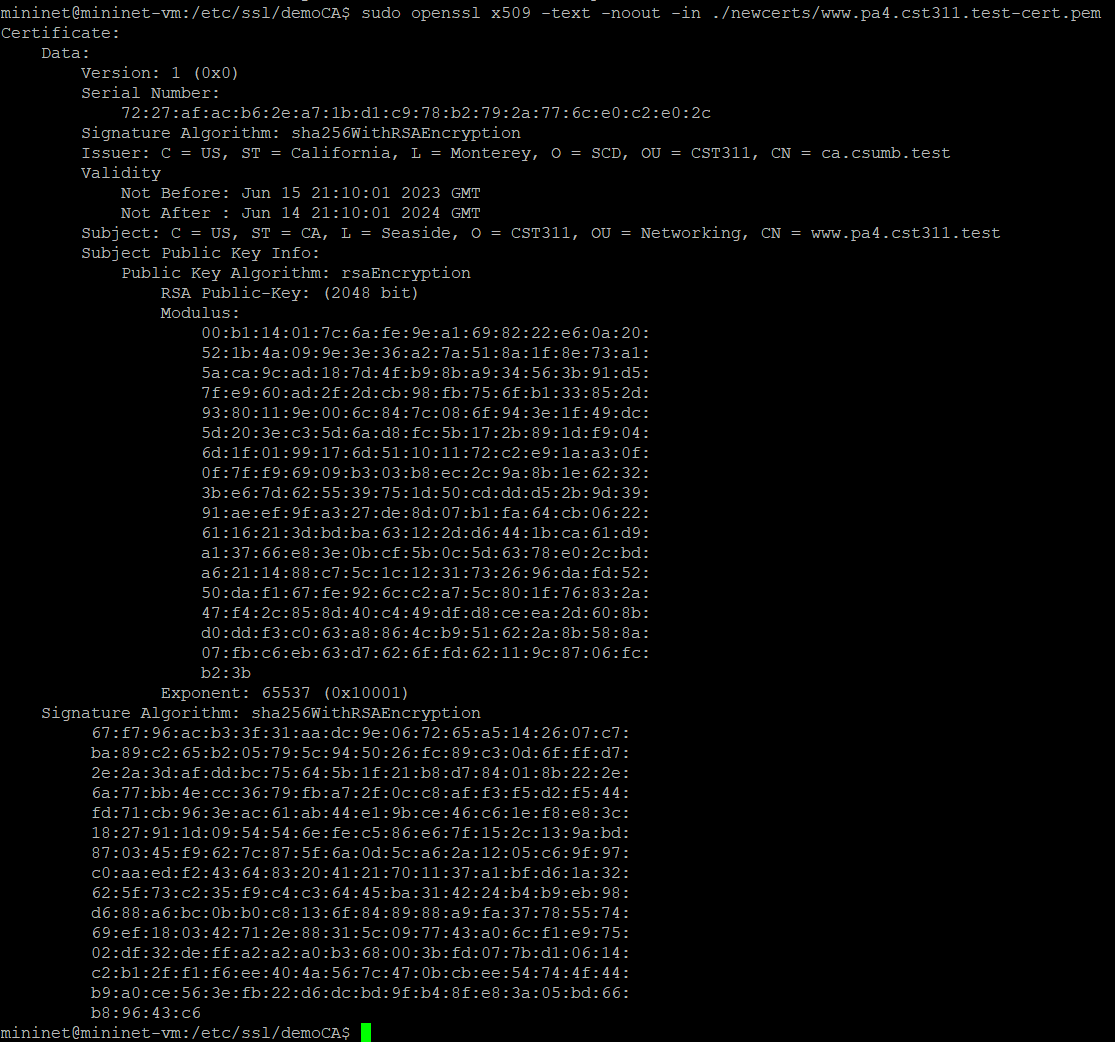 mininet@mininet-vm:/etc/ssl/demoCA$ sudo openssl x509 -text -noout -in ./newcerts/www.pa4.cst311.test-cert.pem
Certificate:
    Data:
        Version: 1 (0x0)
        Serial Number:
            72:27:af:ac:b6:2e:a7:1b:d1:c9:78:b2:79:2a:77:6c:e0:c2:e0:2c
        Signature Algorithm: sha256WithRSAEncryption
        Issuer: C = US, ST = California, L = Monterey, O = SCD, OU = CST311, CN = ca.csumb.test
        Validity
            Not Before: Jun 15 21:10:01 2023 GMT
            Not After : Jun 14 21:10:01 2024 GMT
        Subject: C = US, ST = CA, L = Seaside, O = CST311, OU = Networking, CN = www.pa4.cst311.test
        Subject Public Key Info:
            Public Key Algorithm: rsaEncryption
                RSA Public-Key: (2048 bit)
                Modulus:
                    00:b1:14:01:7c:6a:fe:9e:a1:69:82:22:e6:0a:20:
                    52:1b:4a:09:9e:3e:36:a2:7a:51:8a:1f:8e:73:a1:
                    5a:ca:9c:ad:18:7d:4f:b9:8b:a9:34:56:3b:91:d5:
                    7f:e9:60:ad:2f:2d:cb:98:fb:75:6f:b1:33:85:2d:
                    93:80:11:9e:00:6c:84:7c:08:6f:94:3e:1f:49:dc:
                    5d:20:3e:c3:5d:6a:d8:fc:5b:17:2b:89:1d:f9:04:
                    6d:1f:01:99:17:6d:51:10:11:72:c2:e9:1a:a3:0f:
                    0f:7f:f9:69:09:b3:03:b8:ec:2c:9a:8b:1e:62:32:
                    3b:e6:7d:62:55:39:75:1d:50:cd:dd:d5:2b:9d:39:
                    91:ae:ef:9f:a3:27:de:8d:07:b1:fa:64:cb:06:22:
                    61:16:21:3d:bd:ba:63:12:2d:d6:44:1b:ca:61:d9:
                    a1:37:66:e8:3e:0b:cf:5b:0c:5d:63:78:e0:2c:bd:
                    a6:21:14:88:c7:5c:1c:12:31:73:26:96:da:fd:52:
                    50:da:f1:67:fe:92:6c:c2:a7:5c:80:1f:76:83:2a:
                    47:f4:2c:85:8d:40:c4:49:df:d8:ce:ea:2d:60:8b:
                    d0:dd:f3:c0:63:a8:86:4c:b9:51:62:2a:8b:58:8a:
                    07:fb:c6:eb:63:d7:62:6f:fd:62:11:9c:87:06:fc:
                    b2:3b
                Exponent: 65537 (0x10001)
    Signature Algorithm: sha256WithRSAEncryption
         67:f7:96:ac:b3:3f:31:aa:dc:9e:06:72:65:a5:14:26:07:c7:
         ba:89:c2:65:b2:05:79:5c:94:50:26:fc:89:c3:0d:6f:ff:d7:
         2e:2a:3d:af:dd:bc:75:64:5b:1f:21:b8:d7:84:01:8b:22:2e:
         6a:77:bb:4e:cc:36:79:fb:a7:2f:0c:c8:af:f3:f5:d2:f5:44:
         fd:71:cb:96:3e:ac:61:ab:44:e1:9b:ce:46:c6:1e:f8:e8:3c:
         18:27:91:1d:09:54:54:6e:fe:c5:86:e6:7f:15:2c:13:9a:bd:
         87:03:45:f9:62:7c:87:5f:6a:0d:5c:a6:2a:12:05:c6:9f:97:
         c0:aa:ed:f2:43:64:83:20:41:21:70:11:37:a1:bf:d6:1a:32:
         62:5f:73:c2:35:f9:c4:c3:64:45:ba:31:42:24:b4:b9:eb:98:
         d6:88:a6:bc:0b:b0:c8:13:6f:84:89:88:a9:fa:37:78:55:74:
         69:ef:18:03:42:71:2e:88:31:5c:09:77:43:a0:6c:f1:e9:75:
         02:df:32:de:ff:a2:a2:a0:b3:68:00:3b:fd:07:7b:d1:06:14:
         c2:b1:2f:f1:f6:ee:40:4a:56:7c:47:0b:cb:ee:54:74:4f:44:
         b9:a0:ce:56:3e:fb:22:d6:dc:bd:9f:b4:8f:e8:3a:05:bd:66:
         b8:96:43:c6
mininet@mininet-vm:/etc/ssl/demoCA$